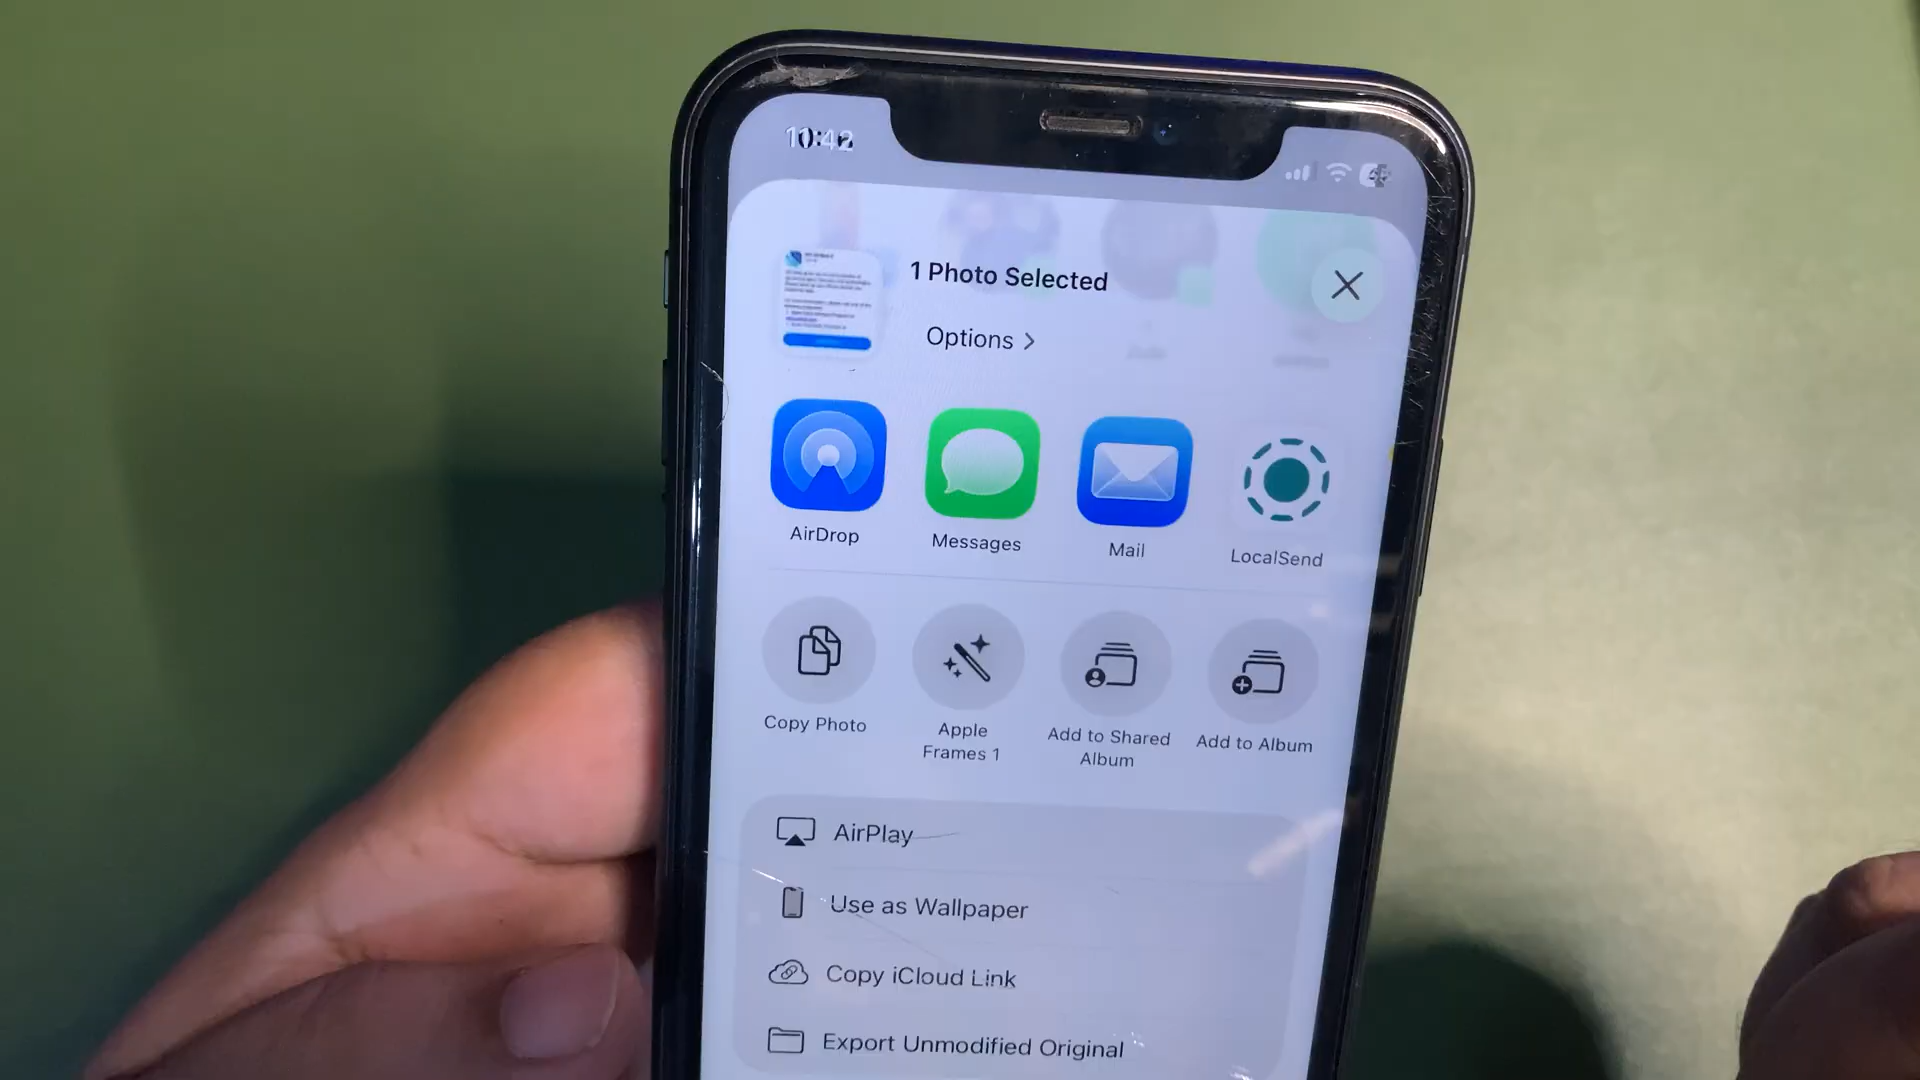 10:42
1 Photo Selected
Options
AirDrop
Messages
Mail
LocalSend
Copy Photo
Apple
Frames 1
Add to Shared
Album
Add to Album
AirPlay
Use as Wallpaper
Copy iCloud Link
Export Unmodified Original